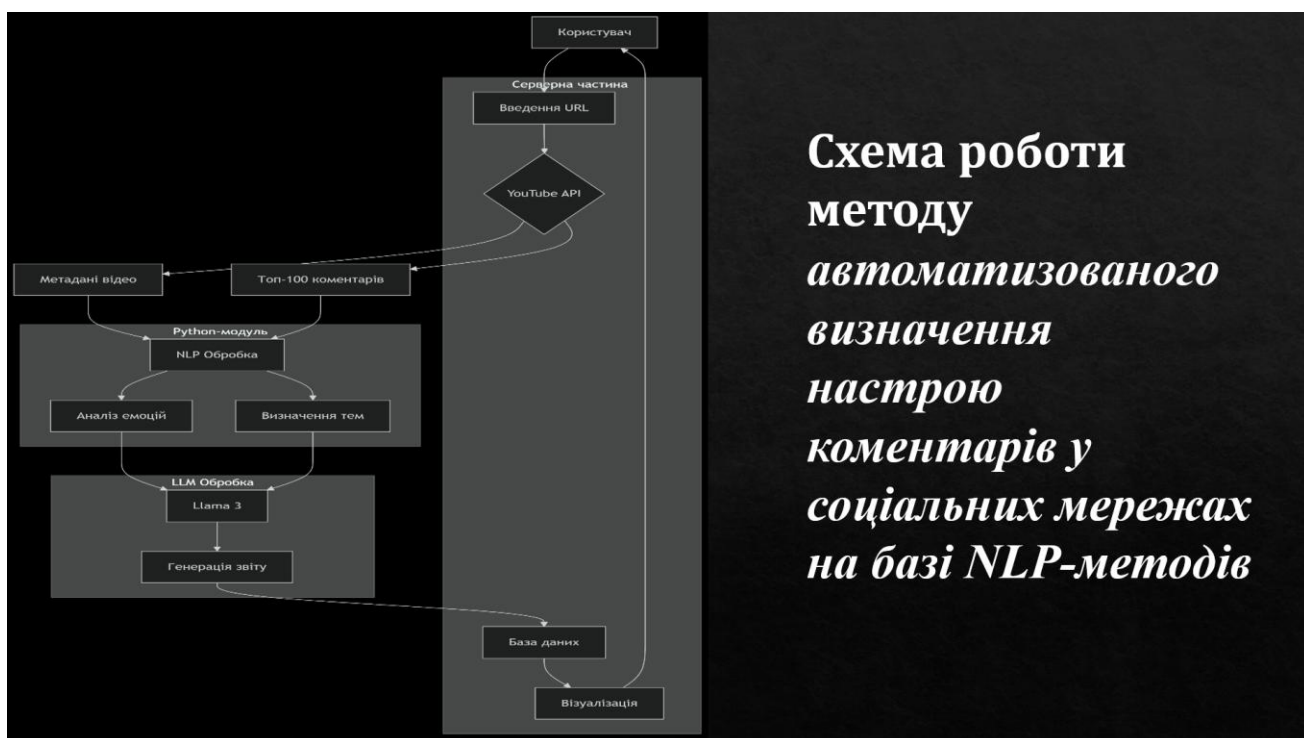 Користувач
Серверна частина
Введення URL
YouTube API
Метадані відео
Топ-100 коментарів
Python-модуль
NLP Обробка
Аналіз емоцій
Визначення тем
LLM Обробка
Llama 3
Генерація звіту
База даних
Візуалізація
Схема роботи
методу
автоматизованого
визначення
настрою
коментарів у
соціальних мережах
на базі NLP-методів